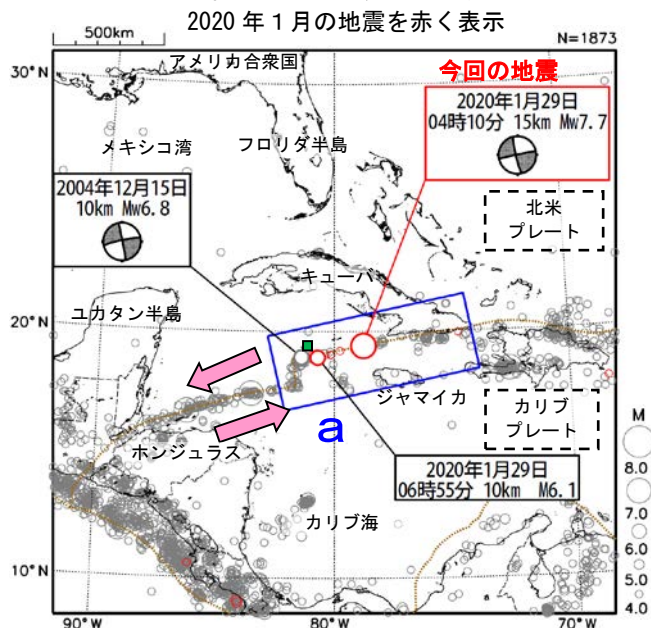 2020 年 1 月の地震を赤く表示
500km
N=1873
30°N
アメリカ合衆国
今回の地震
2020年1月29日
04時10分 15km Mw7.7
メキシコ湾
フロリダ半島
2004年12月15日
10km Mw6.8
北米
プレート
キューバ
ユカタン半島
20°N
ジャマイカ
カリブ
プレート
a
ホンジュラス
2020年1月29日
06時55分 10km M6.1
カリブ海
M
8.0
7.0
6.0
5.0
4.0
10°N
90°W
80°W
70°W